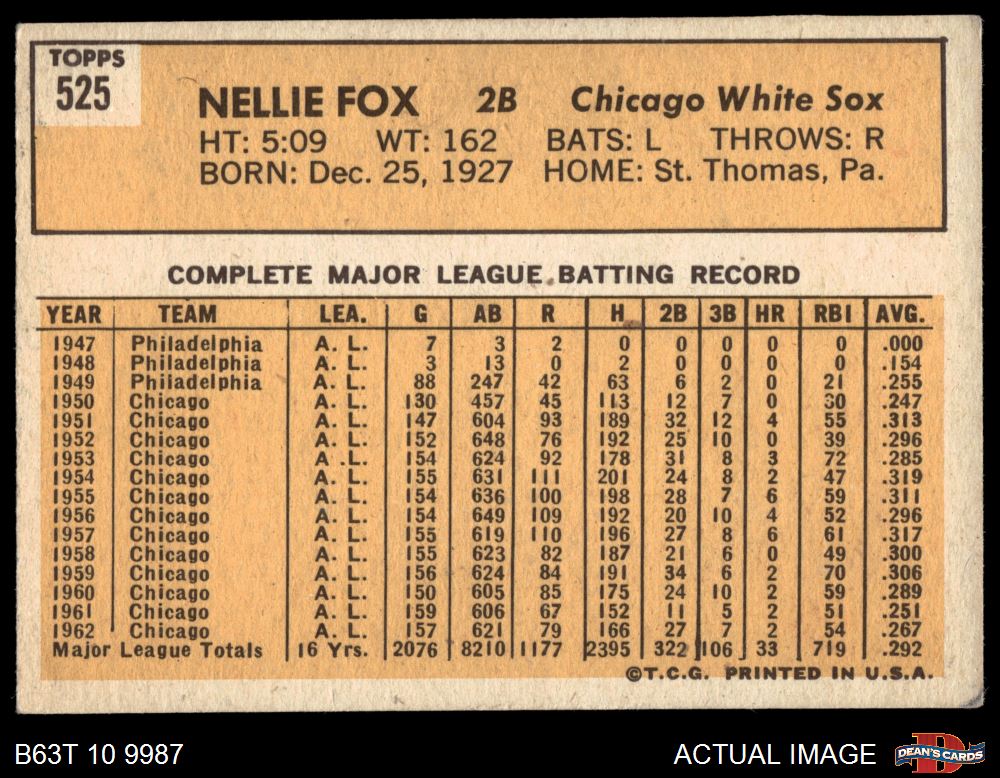 TOPPS
525
NELLIE FOX 2B Chicago White Sox
HT: 5:09 WT: 162 BATS: L THROWS: R
BORN: Dec. 25, 1927 HOME: St. Thomas, Pa.
COMPLETE MAJOR LEAGUE BATTING RECORD
YEAR TEAM LEA. G AB R H 2B 3B HR RBI AVG.
1947 Philadelphia A. L. 7 3 2 0 0 0 0 0 .000
1948 Philadelphia A. L. 3 13 0 2 0 0 0 0 .154
1949 Philadelphia A. L. 88 247 42 63 6 2 0 21 .255
1950 Chicago A. L. 130 457 45 113 12 7 0 30 .247
1951 Chicago A. L. 147 604 93 189 32 12 4 55 .313
1952 Chicago A. L. 152 648 76 192 25 10 0 39 .296
1953 Chicago A .L. 154 624 92 178 31 8 3 72 .285
1954 Chicago A. L. 155 631 111 201 24 8 2 47 .319
1955 Chicago A. L. 154 636 100 198 28 7 6 59 .311
1956 Chicago A. L. 154 649 109 192 20 10 4 52 .296
1957 Chicago A. L. 155 619 110 196 27 8 6 61 .317
1958 Chicago A. L. 155 623 82 187 21 6 0 49 .300
1959 Chicago A. L. 156 624 84 191 34 6 2 70 .306
1960 Chicago A. L. 150 605 85 175 24 10 2 59 .289
1961 Chicago A. L. 159 606 67 152 11 5 2 51 .251
1962 Chicago A. L. 157 621 79 166 27 7 2 54 .267
Major League Totals 16 Yrs. 2076 8210 1177 2395 322 106 33 719 .292
©T.C.G. PRINTED IN U.S.A.
B63T 10 9987 ACTUAL IMAGE DEAN'S CARDS